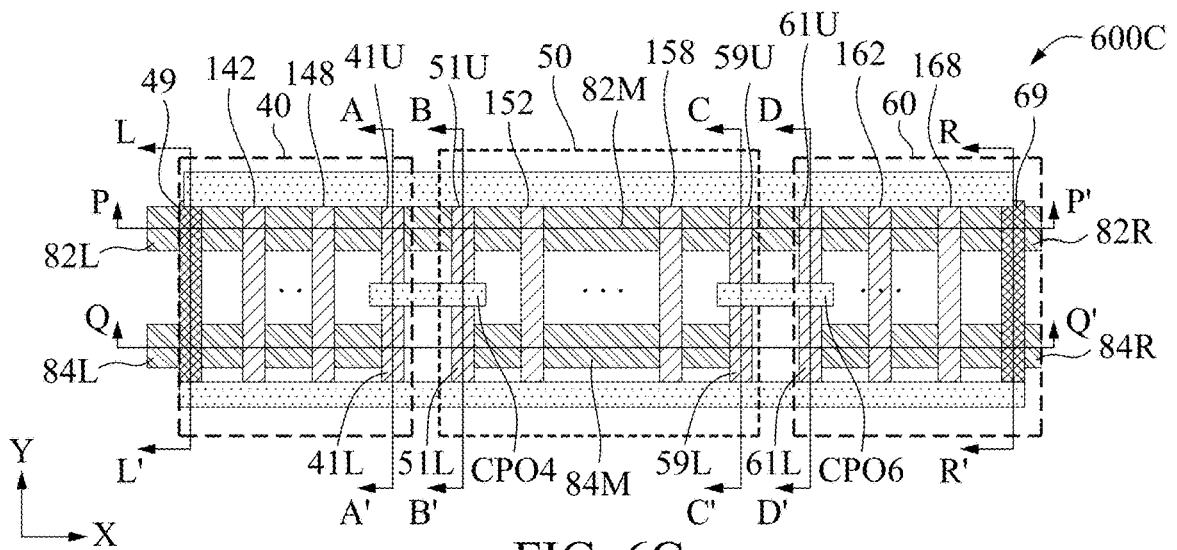 61U
600C
41U 50 158 59U
142 51U 82M 162
49 148 152 168
40 60 69
L A B C D R
P P'
82L 82R
Q Q'
84L 84R
Y
X
L' 41L 51L CPO4 84M 59L 61L CPO6 R'
A' B' C' D'
FIG. 6C